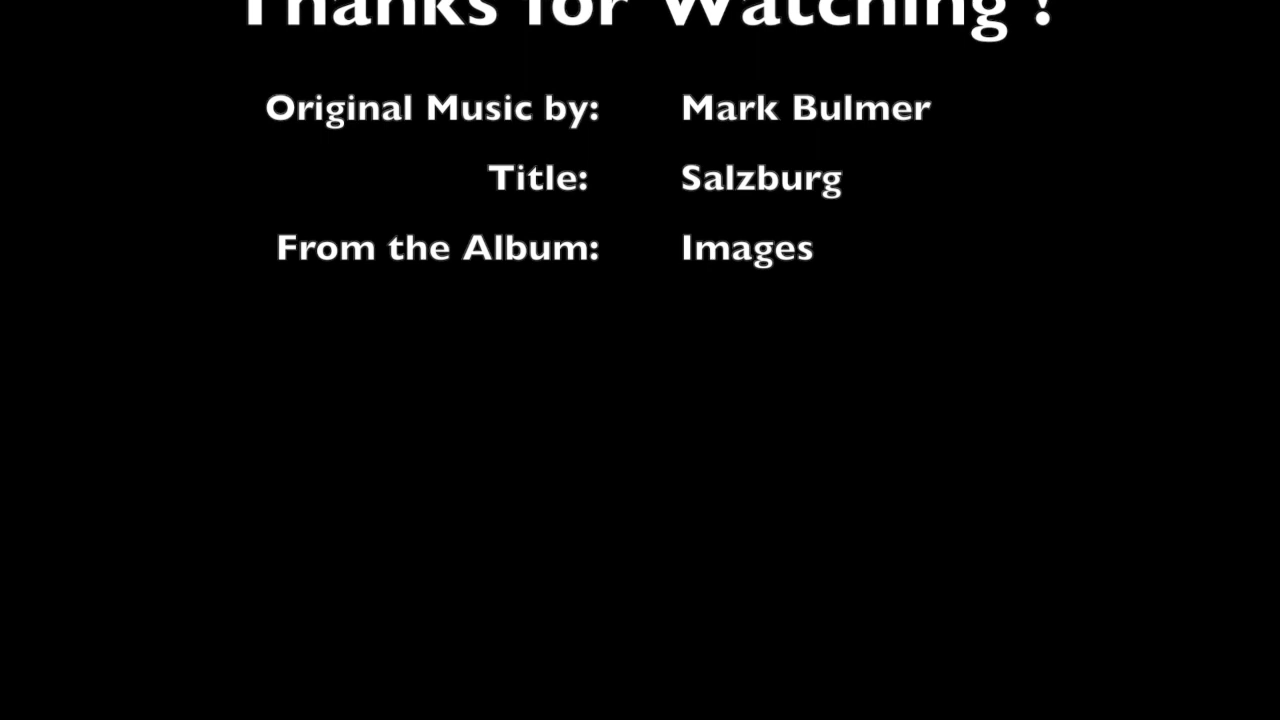 Thanks for Watching !
Original Music by: Mark Bulmer
Title: Salzburg
From the Album: Images